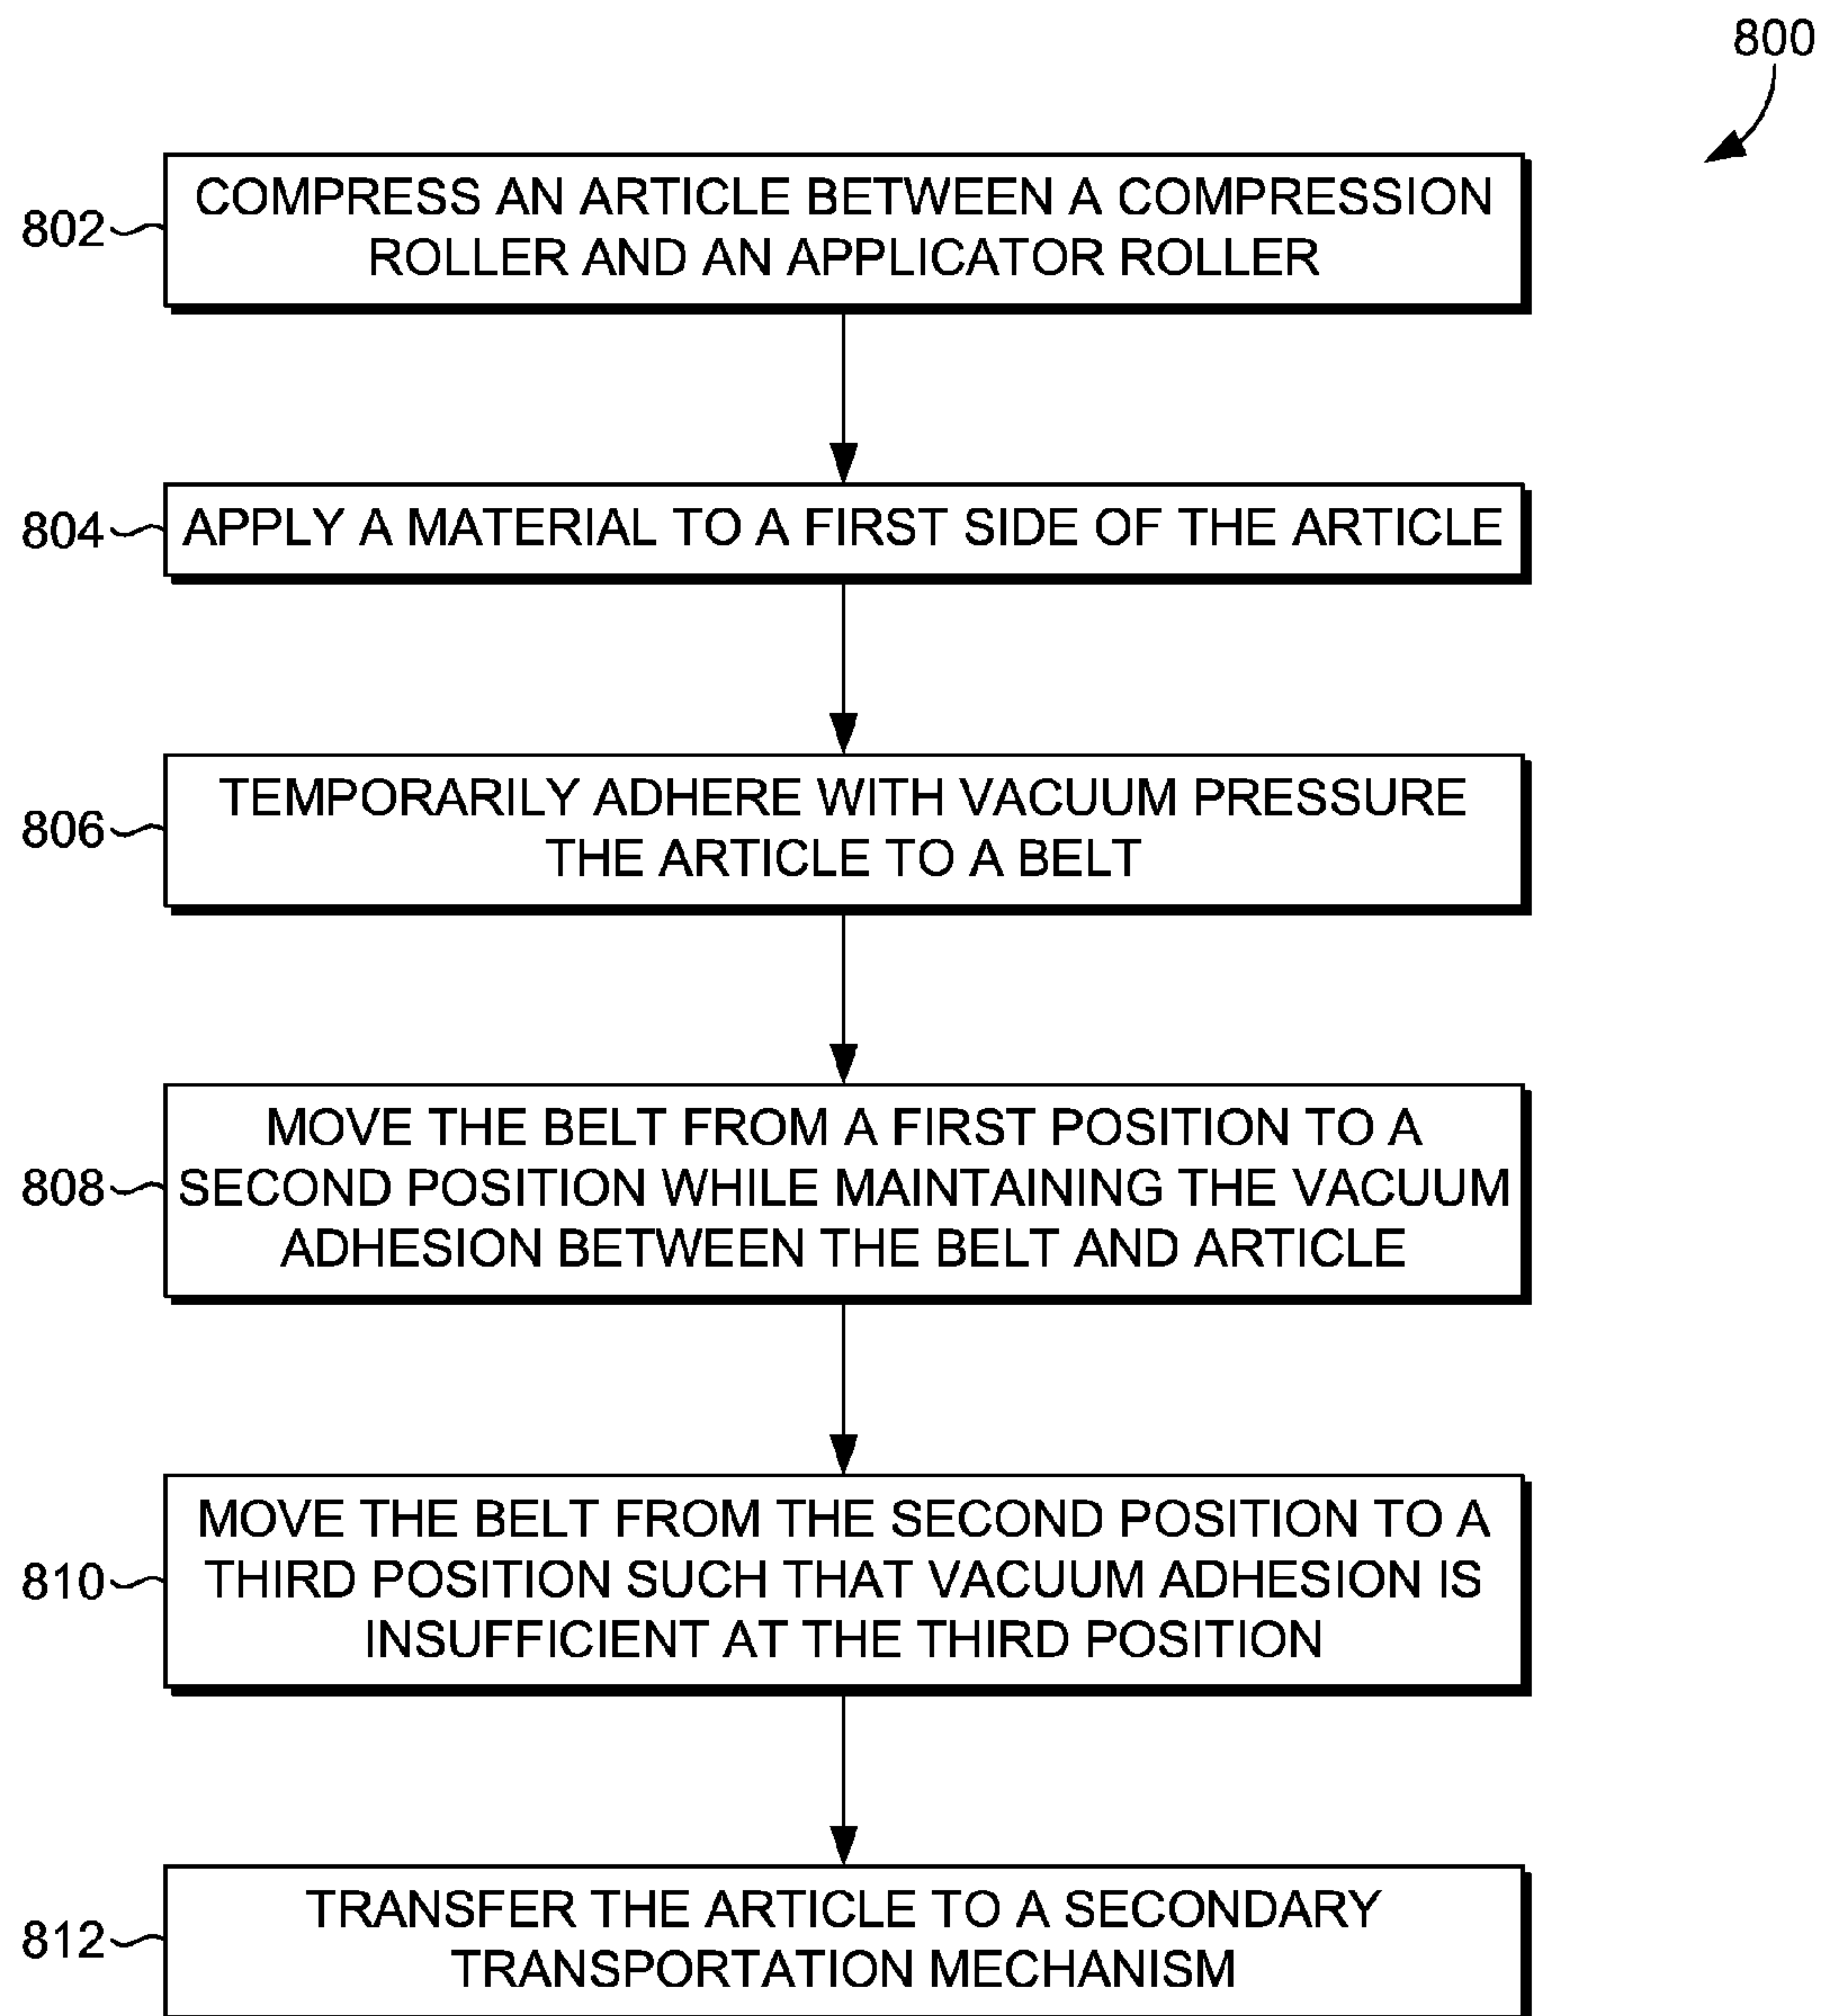 800
802
COMPRESS AN ARTICLE BETWEEN A COMPRESSION
ROLLER AND AN APPLICATOR ROLLER
804
APPLY A MATERIAL TO A FIRST SIDE OF THE ARTICLE
806
TEMPORARILY ADHERE WITH VACUUM PRESSURE
THE ARTICLE TO A BELT
808
MOVE THE BELT FROM A FIRST POSITION TO A
SECOND POSITION WHILE MAINTAINING THE VACUUM
ADHESION BETWEEN THE BELT AND ARTICLE
810
MOVE THE BELT FROM THE SECOND POSITION TO A
THIRD POSITION SUCH THAT VACUUM ADHESION IS
INSUFFICIENT AT THE THIRD POSITION
812
TRANSFER THE ARTICLE TO A SECONDARY
TRANSPORTATION MECHANISM